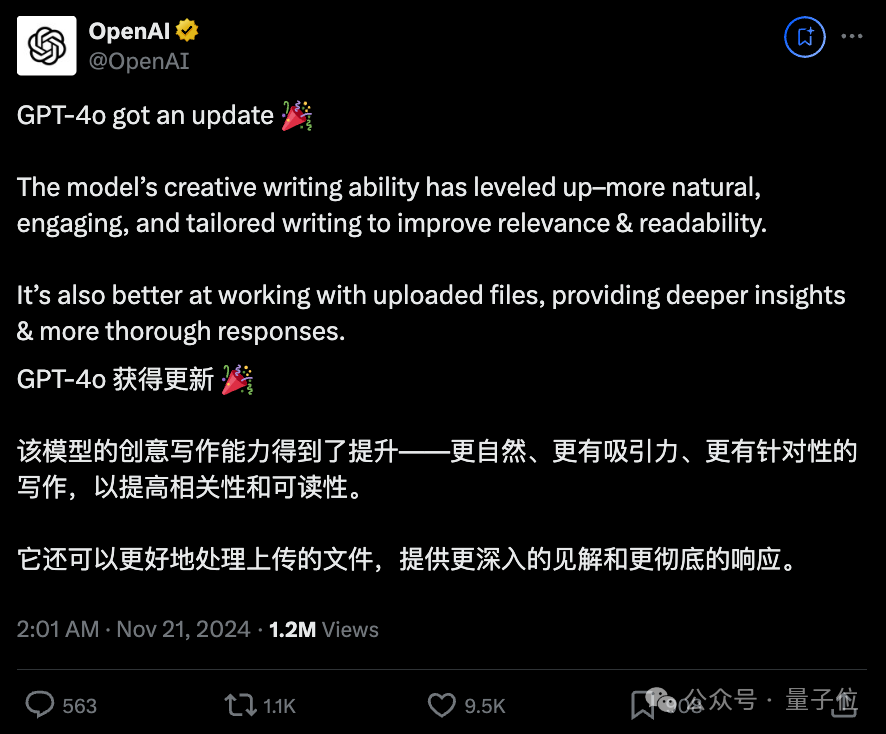 OpenAI
@OpenAI
GPT-4o got an update 🎉
The model’s creative writing ability has leveled up–more natural,
engaging, and tailored writing to improve relevance & readability.
It’s also better at working with uploaded files, providing deeper insights
& more thorough responses.
GPT-4o 获得更新 🎉
该模型的创意写作能力得到了提升——更自然、更有吸引力、更有针对性的
写作，以提高相关性和可读性。
它还可以更好地处理上传的文件，提供更深入的见解和更彻底的响应。
2:01 AM · Nov 21, 2024 · 1.2M Views
563 1.1K 9.5K
公众号 · 量子位